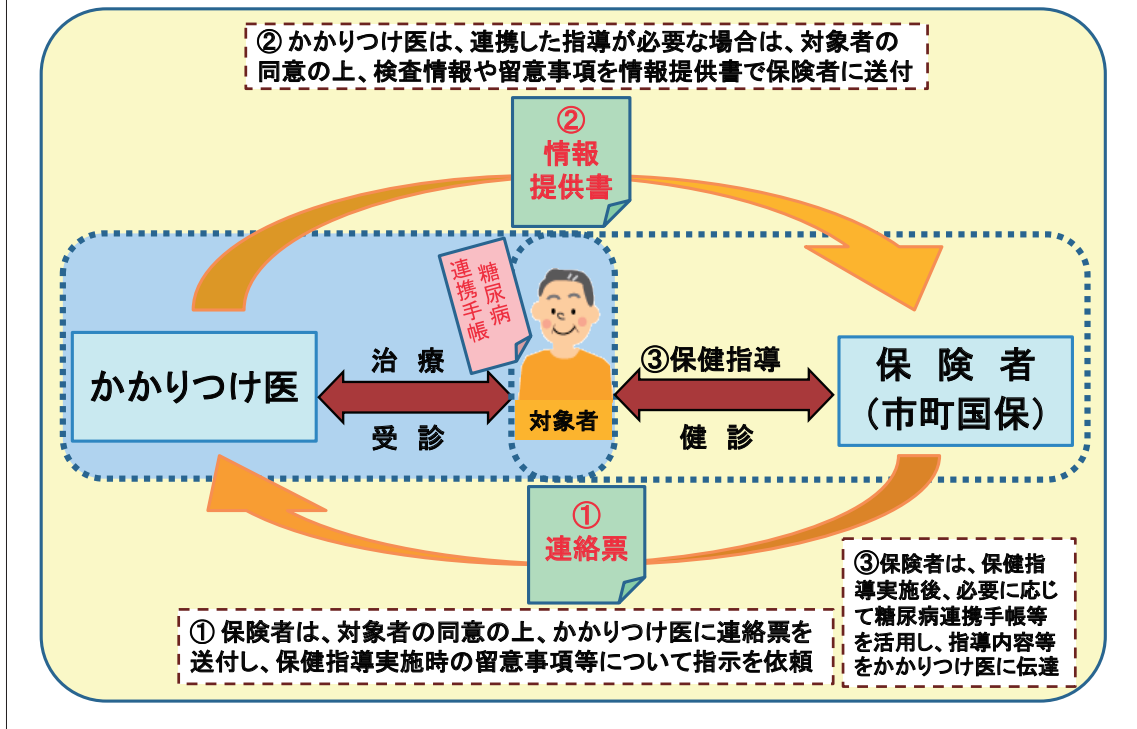 ② かかりつけ医は、連携した指導が必要な場合は、対象者の
同意の上、検査情報や留意事項を情報提供書で保険者に送付
②
情報
提供書
糖尿病
連携手帳
かかりつけ医
治 療
受 診
対象者
③保健指導
健 診
保 険 者
（市町国保）
①
連絡票
① 保険者は、対象者の同意の上、かかりつけ医に連絡票を
送付し、保健指導実施時の留意事項等について指示を依頼
③保険者は、保健指
導実施後、必要に応じ
て糖尿病連携手帳等
を活用し、指導内容等
をかかりつけ医に伝達